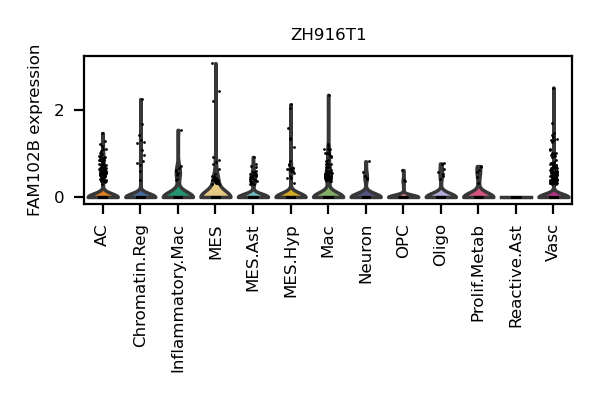 ZH916T1
FAM102B expression
2
0
AC
Chromatin.Reg
Inflammatory.Mac
MES
MES.Ast
MES.Hyp
Mac
Neuron
OPC
Oligo
Prolif.Metab
Reactive.Ast
Vasc